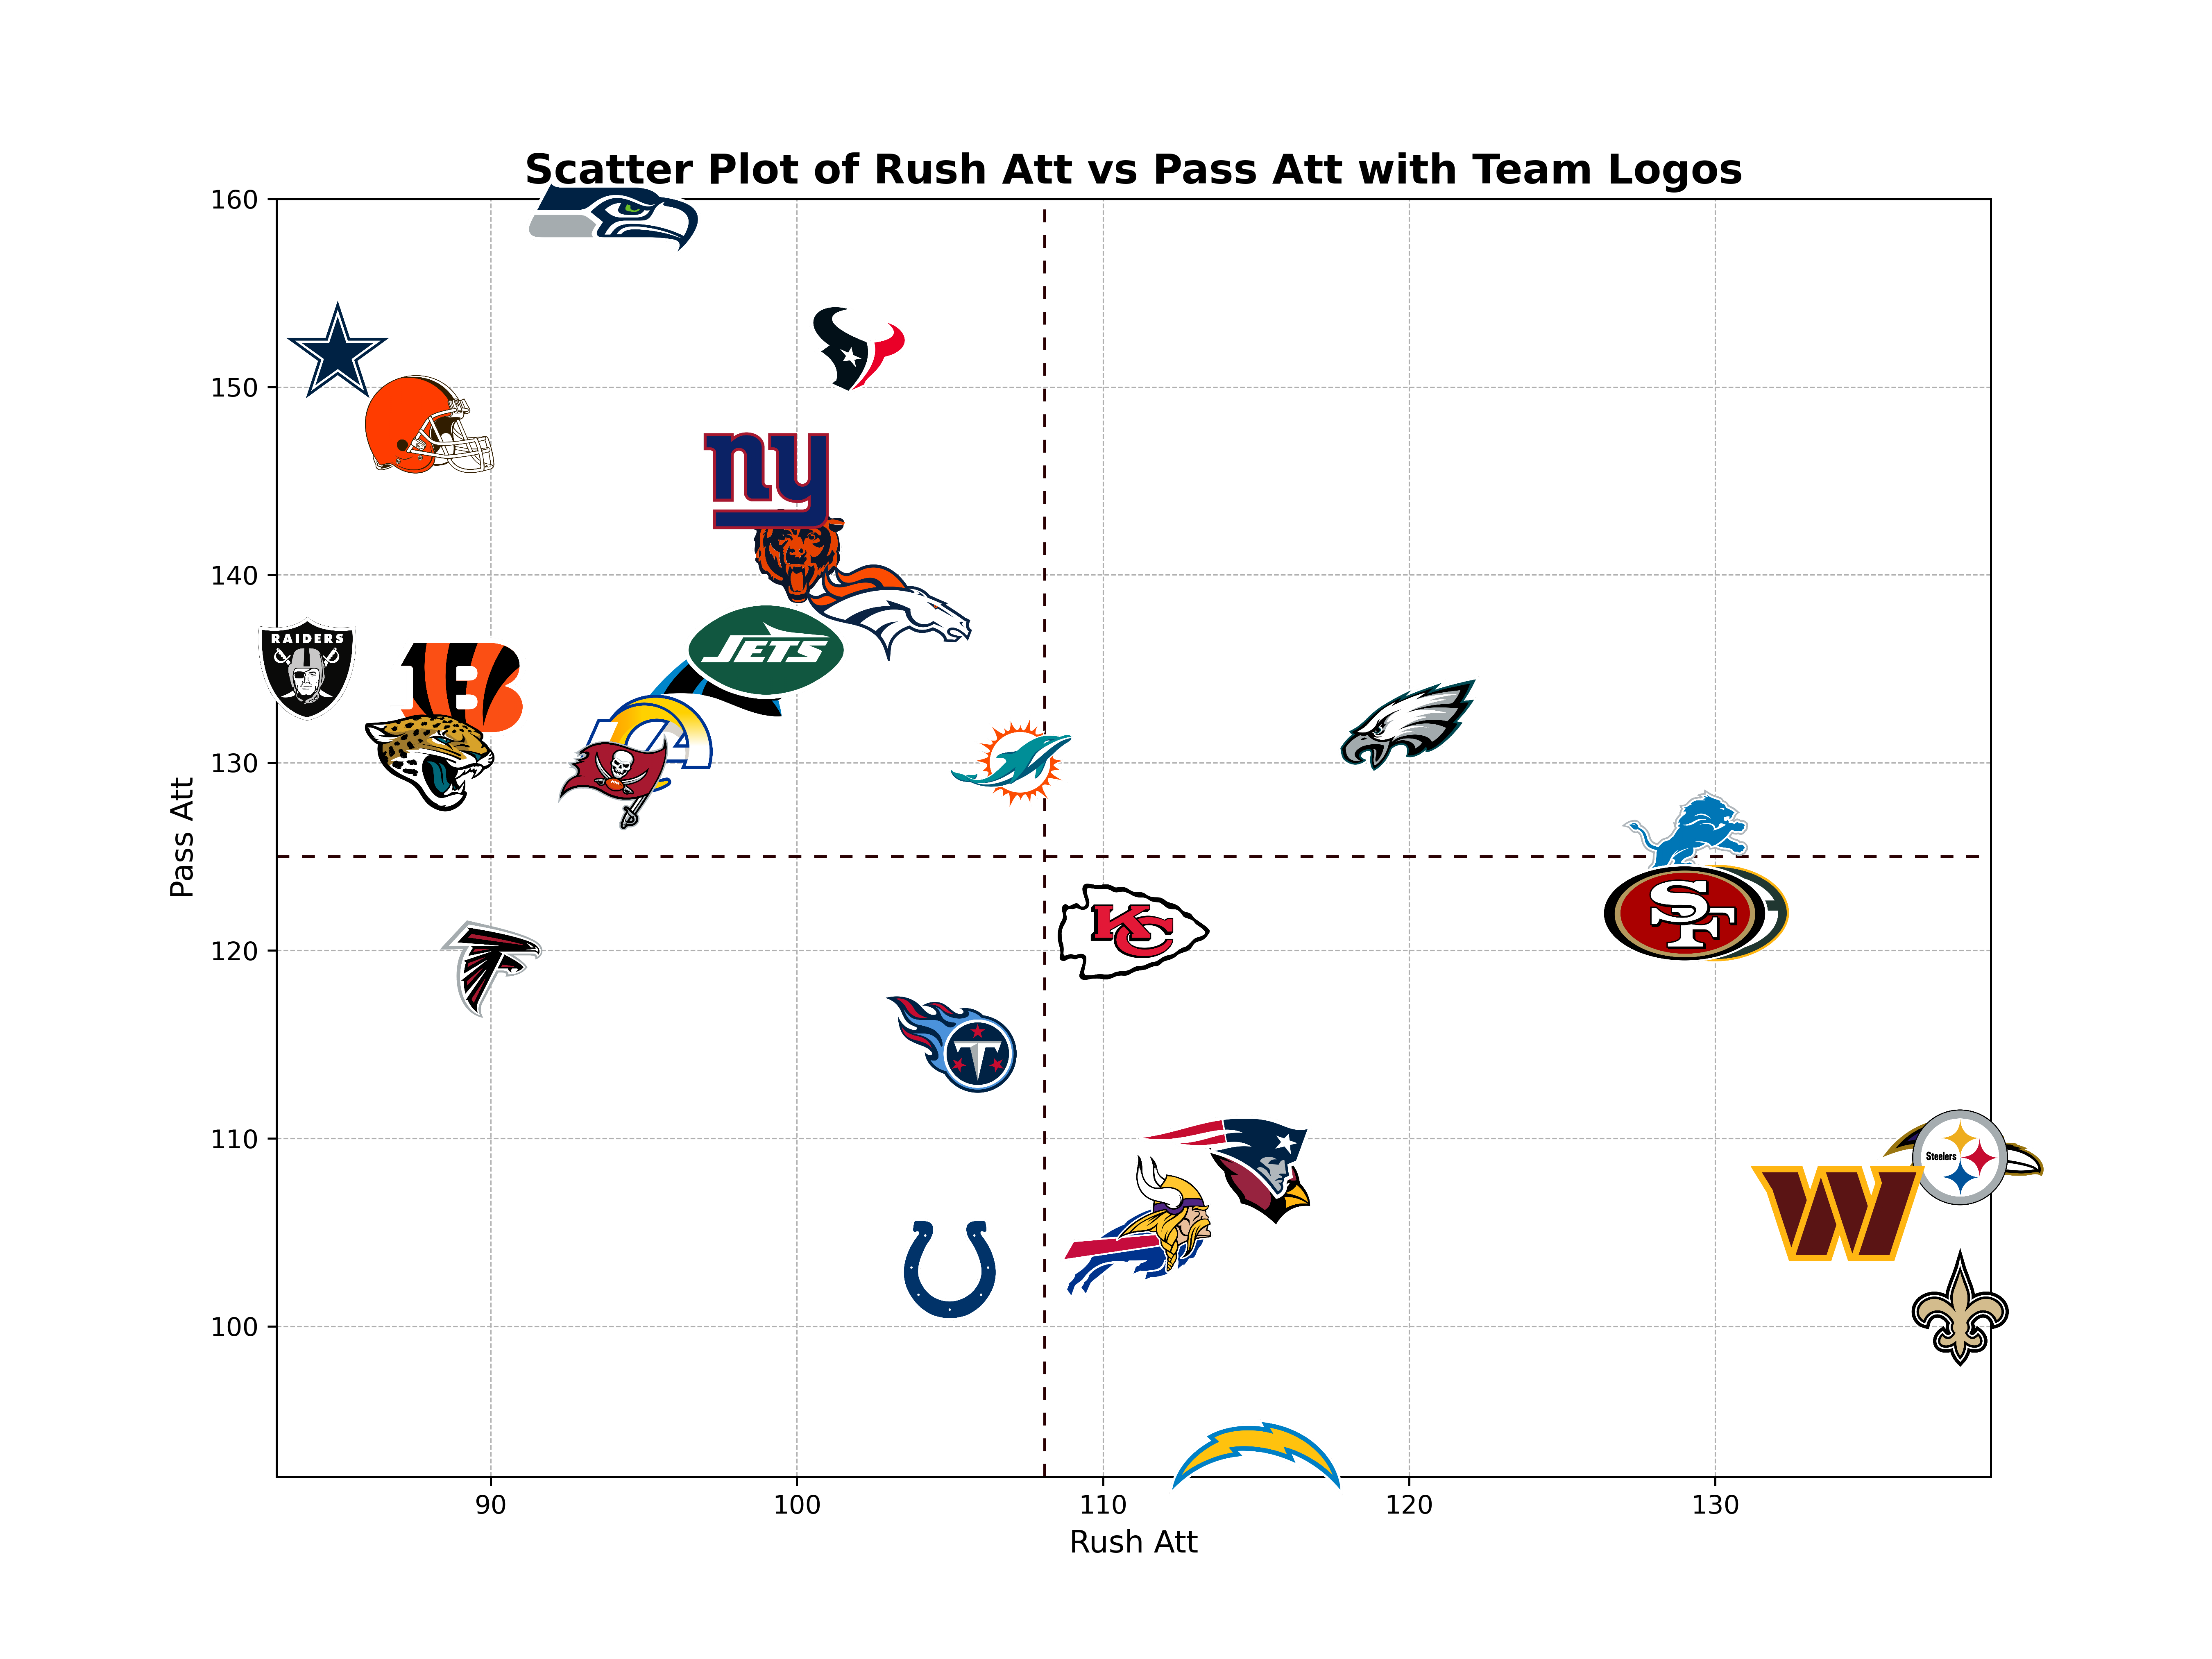 Scatter Plot of Rush Att vs Pass Att with Team Logos
160
150
140
130
120
110
100
Pass Att
ny
RAIDERS
JETS
B
KC
SF
T
Steelers
W
90
100
110
120
130
Rush Att